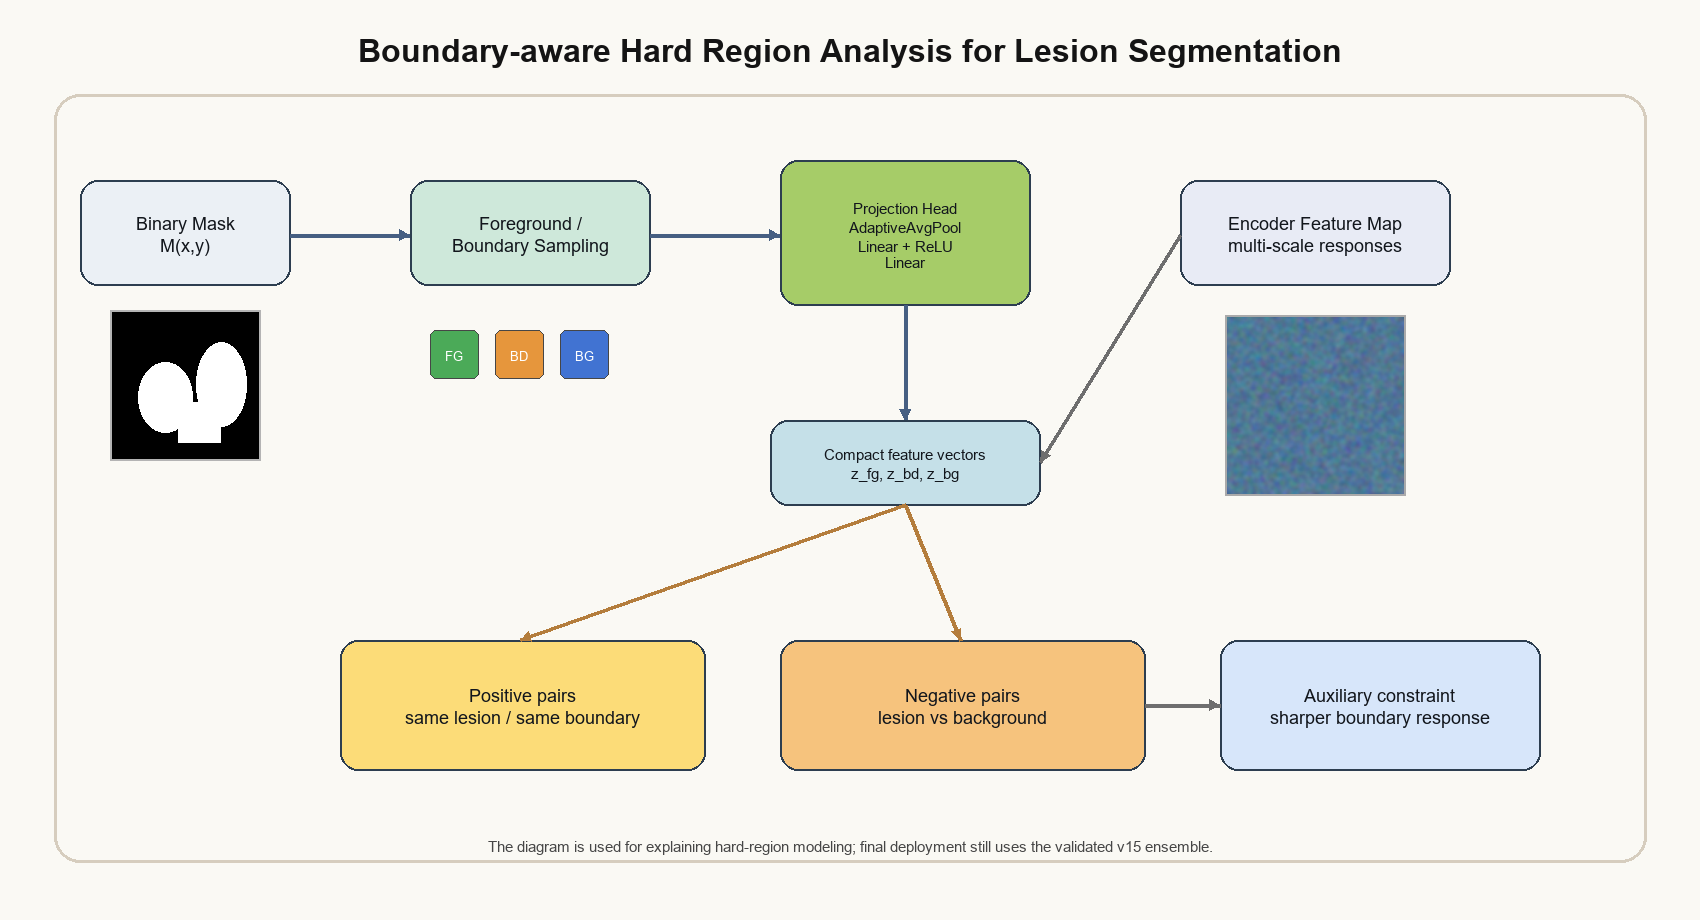 Boundary-aware Hard Region Analysis for Lesion Segmentation
Binary Mask
M(x,y)
Foreground /
Boundary Sampling
Projection Head
AdaptiveAvgPool
Linear + ReLU
Linear
Encoder Feature Map
multi-scale responses
FG
BD
BG
Compact feature vectors
z_fg, z_bd, z_bg
Positive pairs
same lesion / same boundary
Negative pairs
lesion vs background
Auxiliary constraint
sharper boundary response
The diagram is used for explaining hard-region modeling; final deployment still uses the validated v15 ensemble.